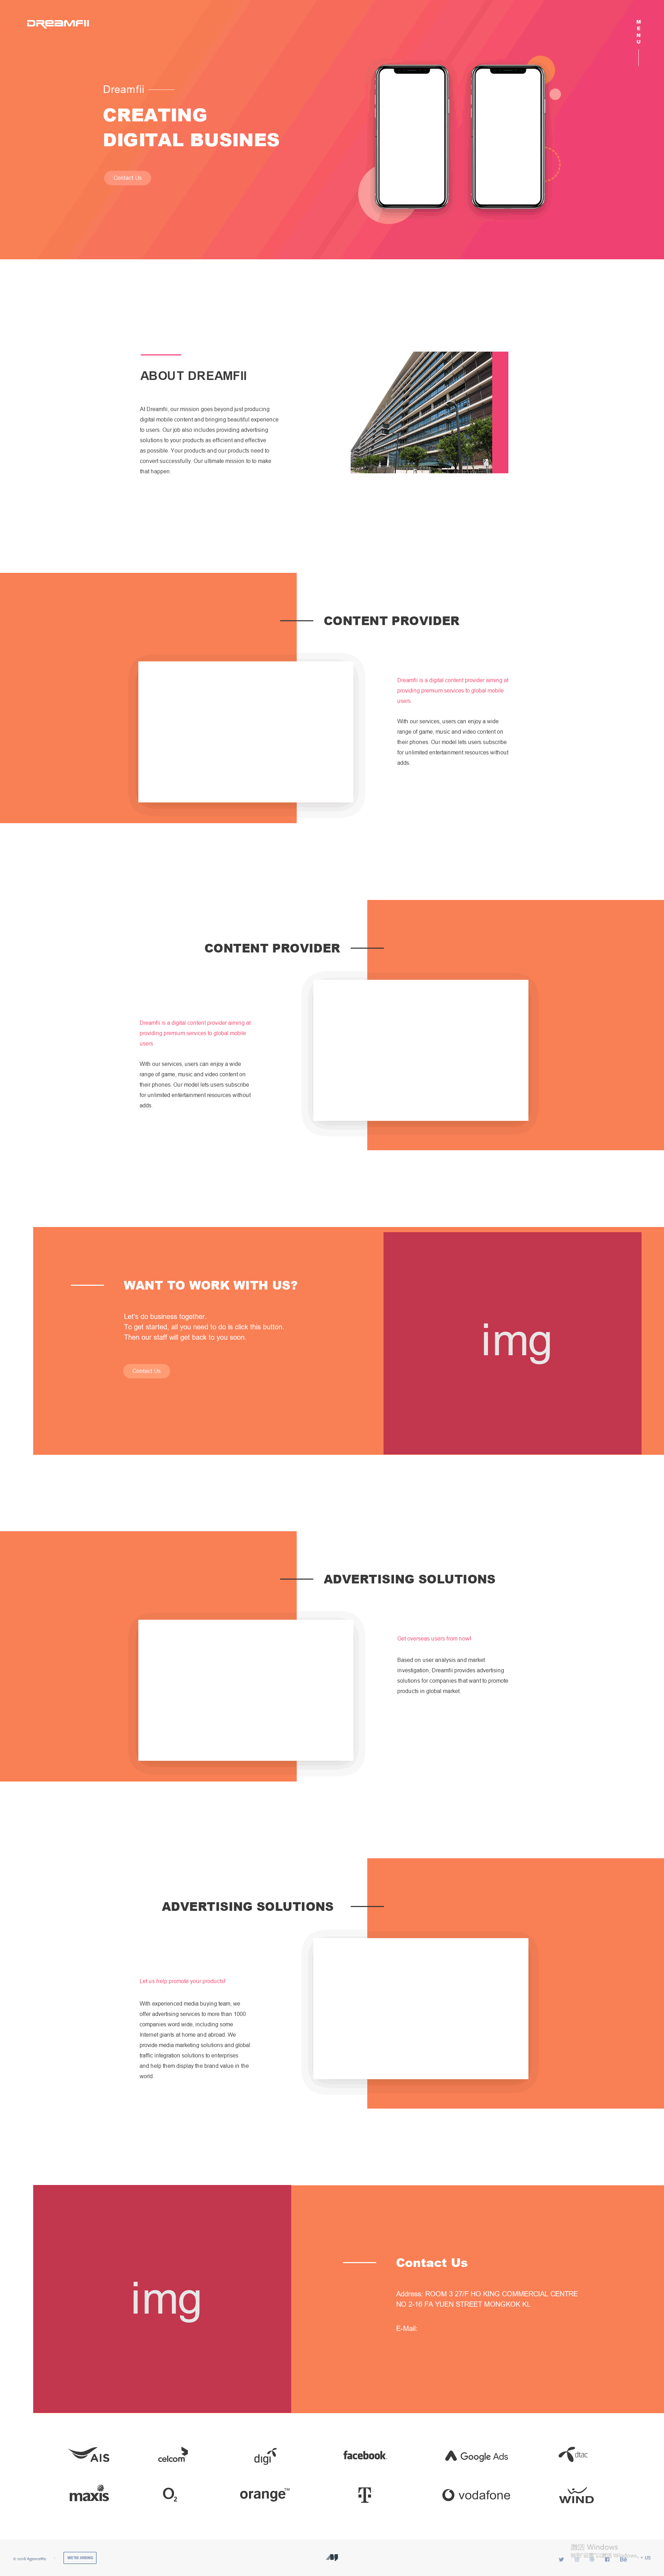 DREAMFII
MENU
Dreamfii
CREATING
DIGITAL BUSINES
Contact Us
ABOUT DREAMFII
At Dreamfii, our mission goes beyond just producing
digital mobile content and bringing beautiful experience
to users. Our job also includes providing advertising
solutions to your products as efficient and effective
as possible. Your products and our products need to
convert successfully. Our ultimate mission to to make
that happen.
CONTENT PROVIDER
Dreamfii is a digital content provider aiming at
providing premium services to global mobile
users.
With our services, users can enjoy a wide
range of game, music and video content on
their phones. Our model lets users subscribe
for unlimited entertainment resources without
adds.
CONTENT PROVIDER
Dreamfii is a digital content provider aiming at
providing premium services to global mobile
users.
With our services, users can enjoy a wide
range of game, music and video content on
their phones. Our model lets users subscribe
for unlimited entertainment resources without
adds.
WANT TO WORK WITH US?
Let's do business together.
To get started, all you need to do is click this button.
Then our staff will get back to you soon.
Contact Us
img
ADVERTISING SOLUTIONS
Get overseas users from now!
Based on user analysis and market
investigation, Dreamfii provides advertising
solutions for companies that want to promote
products in global market.
ADVERTISING SOLUTIONS
Let us help promote your products!
With experienced media buying team, we
offer advertising services to more than 1000
companies word wide, including some
Internet giants at home and abroad. We
provide media marketing solutions and global
traffic integration solutions to enterprises
and help them display the brand value in the
world.
img
Contact Us
Address: ROOM 3 27/F HO KING COMMERCIAL CENTRE
NO 2-16 FA YUEN STREET MONGKOK KL
E-Mail:
AIS celcom digi facebook Google Ads dtac
maxis O2 orange™ T vodafone WIND
WE'RE HIRING
激活 Windows
Bē